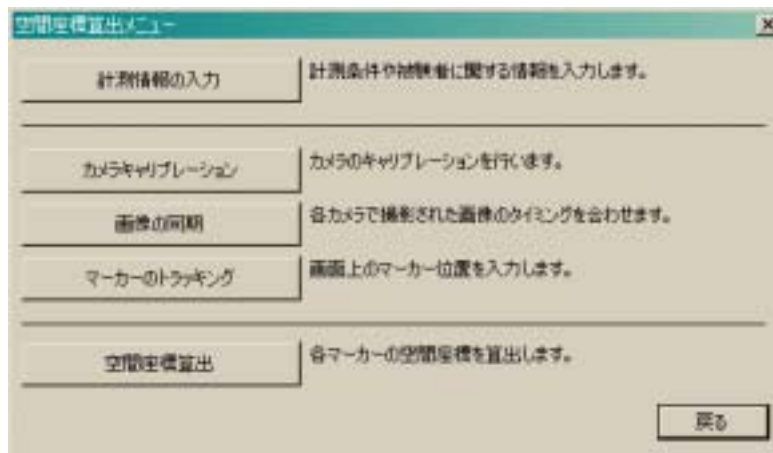 空間座標算出メニュー
計測情報の入力
計測条件や被験者に関する情報を入力します。
カメラキャリブレーション
カメラのキャリブレーションを行います。
画像の同期
各カメラで撮影された画像のタイミングを合わせます。
マーカーのトラッキング
画面上のマーカー位置を入力します。
空間座標算出
各マーカーの空間座標を算出します。
戻る